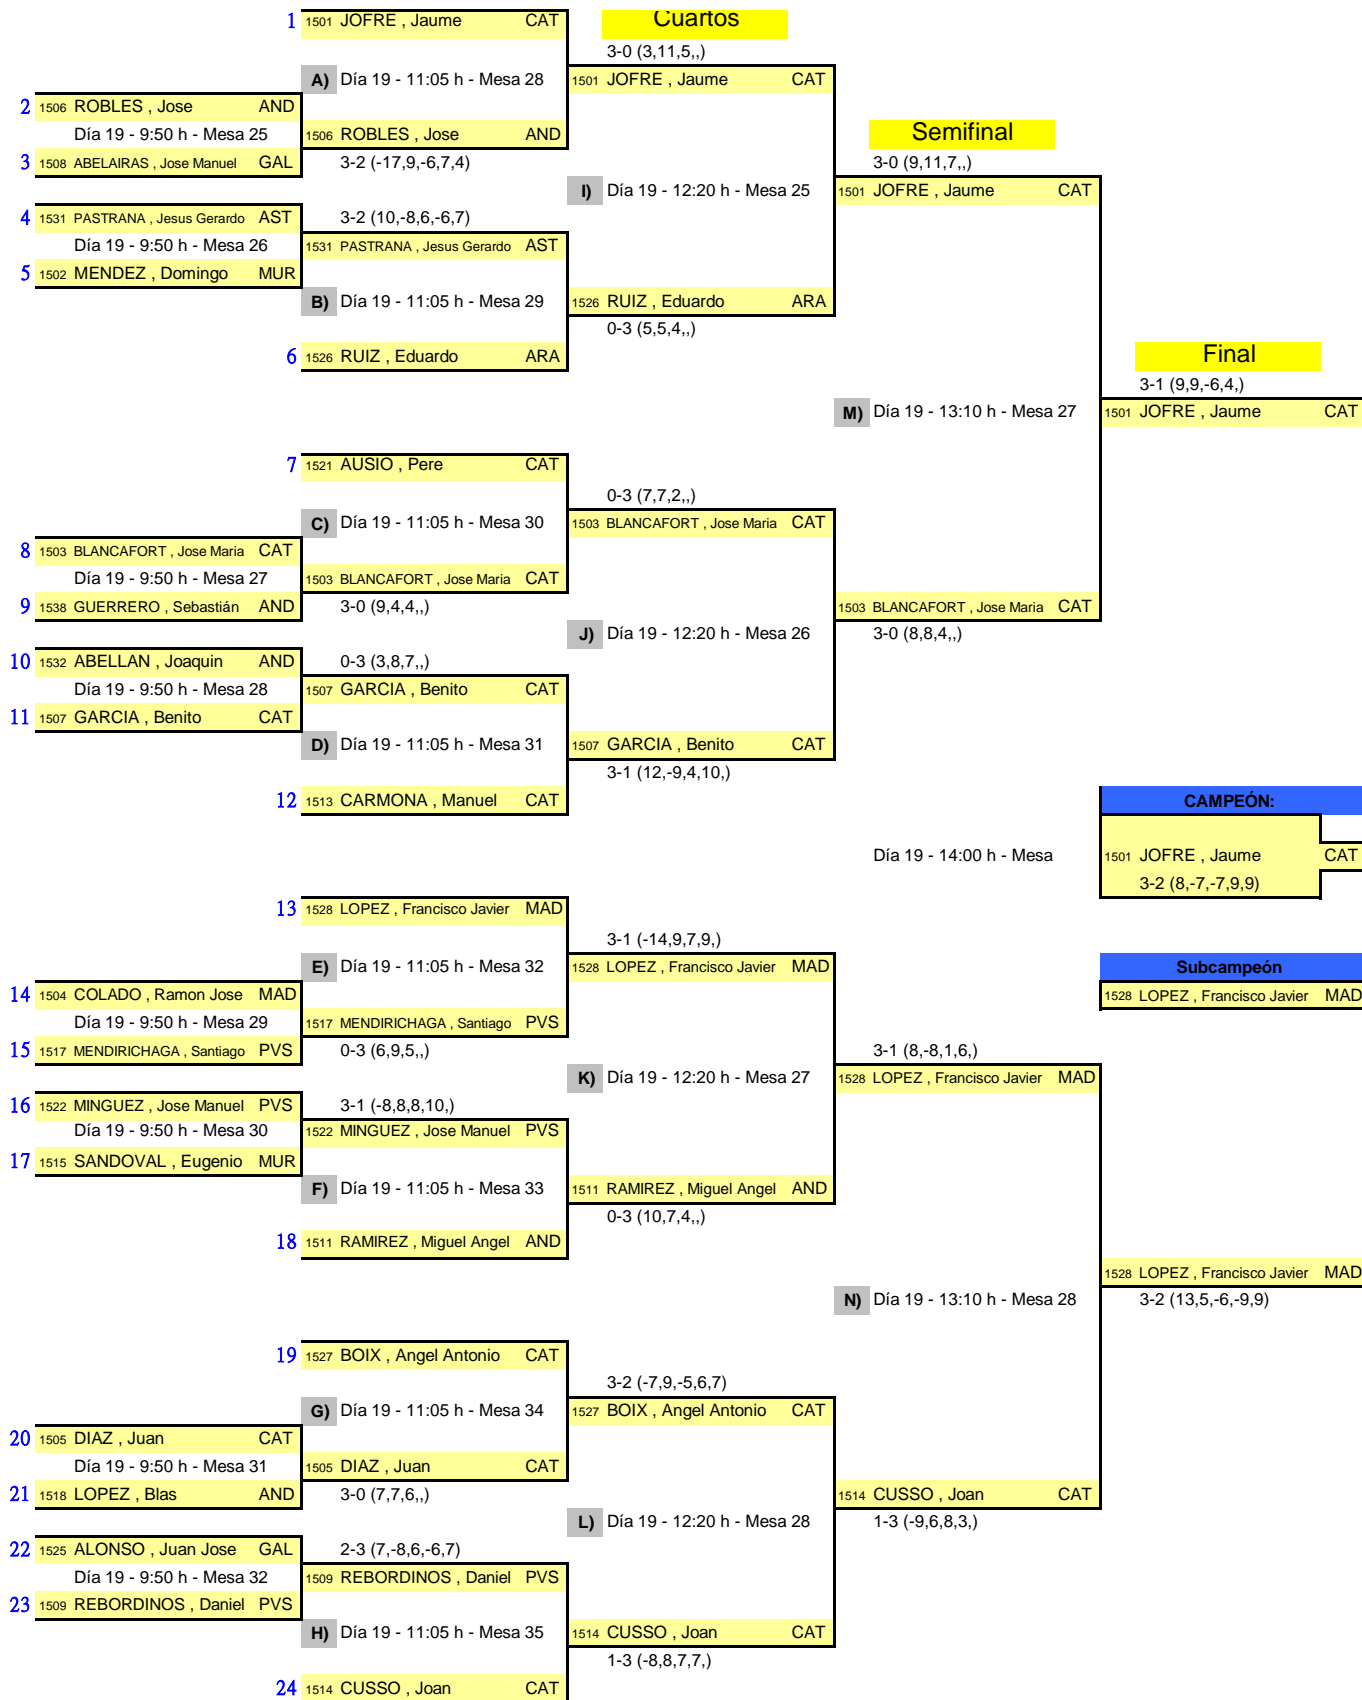 1 1501 JOFRE , Jaume CAT Cuartos
3-0 (3,11,5,,)
A) Día 19 - 11:05 h - Mesa 28 1501 JOFRE , Jaume CAT
2 1506 ROBLES , Jose AND
Día 19 - 9:50 h - Mesa 25 1506 ROBLES , Jose AND Semifinal
3 1508 ABELAIRAS , Jose Manuel GAL 3-2 (-17,9,-6,7,4) 3-0 (9,11,7,,)
I) Día 19 - 12:20 h - Mesa 25 1501 JOFRE , Jaume CAT
4 1531 PASTRANA , Jesus Gerardo AST 3-2 (10,-8,6,-6,7)
Día 19 - 9:50 h - Mesa 26 1531 PASTRANA , Jesus Gerardo AST
5 1502 MENDEZ , Domingo MUR
B) Día 19 - 11:05 h - Mesa 29 1526 RUIZ , Eduardo ARA
0-3 (5,5,4,,)
6 1526 RUIZ , Eduardo ARA Final
3-1 (9,9,-6,4,)
M) Día 19 - 13:10 h - Mesa 27 1501 JOFRE , Jaume CAT
7 1521 AUSIO , Pere CAT
0-3 (7,7,2,,)
C) Día 19 - 11:05 h - Mesa 30 1503 BLANCAFORT , Jose Maria CAT
8 1503 BLANCAFORT , Jose Maria CAT
Día 19 - 9:50 h - Mesa 27 1503 BLANCAFORT , Jose Maria CAT
9 1538 GUERRERO , Sebastián AND 3-0 (9,4,4,,) 1503 BLANCAFORT , Jose Maria CAT
J) Día 19 - 12:20 h - Mesa 26 3-0 (8,8,4,,)
10 1532 ABELLAN , Joaquin AND 0-3 (3,8,7,,)
Día 19 - 9:50 h - Mesa 28 1507 GARCIA , Benito CAT
11 1507 GARCIA , Benito CAT
D) Día 19 - 11:05 h - Mesa 31 1507 GARCIA , Benito CAT
3-1 (12,-9,4,10,)
12 1513 CARMONA , Manuel CAT CAMPEÓN:
Día 19 - 14:00 h - Mesa 1501 JOFRE , Jaume CAT
3-2 (8,-7,-7,9,9)
13 1528 LOPEZ , Francisco Javier MAD
3-1 (-14,9,7,9,)
E) Día 19 - 11:05 h - Mesa 32 1528 LOPEZ , Francisco Javier MAD Subcampeón
14 1504 COLADO , Ramon Jose MAD 1528 LOPEZ , Francisco Javier MAD
Día 19 - 9:50 h - Mesa 29 1517 MENDIRICHAGA , Santiago PVS
15 1517 MENDIRICHAGA , Santiago PVS 0-3 (6,9,5,,) 3-1 (8,-8,1,6,)
K) Día 19 - 12:20 h - Mesa 27 1528 LOPEZ , Francisco Javier MAD
16 1522 MINGUEZ , Jose Manuel PVS 3-1 (-8,8,8,10,)
Día 19 - 9:50 h - Mesa 30 1522 MINGUEZ , Jose Manuel PVS
17 1515 SANDOVAL , Eugenio MUR
F) Día 19 - 11:05 h - Mesa 33 1511 RAMIREZ , Miguel Angel AND
0-3 (10,7,4,,)
18 1511 RAMIREZ , Miguel Angel AND
1528 LOPEZ , Francisco Javier MAD
N) Día 19 - 13:10 h - Mesa 28 3-2 (13,5,-6,-9,9)
19 1527 BOIX , Angel Antonio CAT
3-2 (-7,9,-5,6,7)
G) Día 19 - 11:05 h - Mesa 34 1527 BOIX , Angel Antonio CAT
20 1505 DIAZ , Juan CAT
Día 19 - 9:50 h - Mesa 31 1505 DIAZ , Juan CAT
21 1518 LOPEZ , Blas AND 3-0 (7,7,6,,) 1514 CUSSO , Joan CAT
L) Día 19 - 12:20 h - Mesa 28 1-3 (-9,6,8,3,)
22 1525 ALONSO , Juan Jose GAL 2-3 (7,-8,6,-6,7)
Día 19 - 9:50 h - Mesa 32 1509 REBORDINOS , Daniel PVS
23 1509 REBORDINOS , Daniel PVS
H) Día 19 - 11:05 h - Mesa 35 1514 CUSSO , Joan CAT
1-3 (-8,8,7,7,)
24 1514 CUSSO , Joan CAT